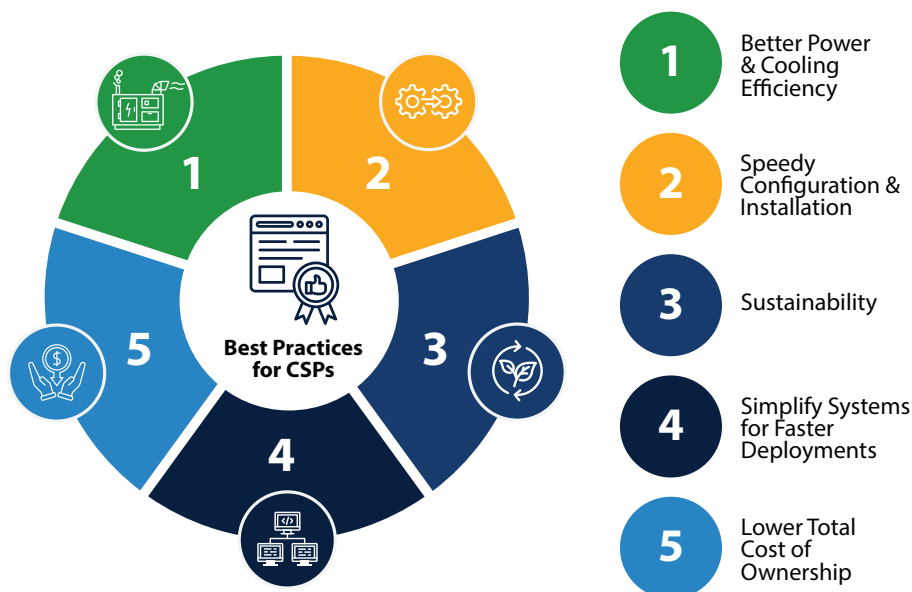 1
2
3
4
5
Best Practices
for CSPs
1
Better Power
& Cooling
Efficiency
2
Speedy
Configuration &
Installation
3
Sustainability
4
Simplify Systems
for Faster
Deployments
5
Lower Total
Cost of
Ownership
$